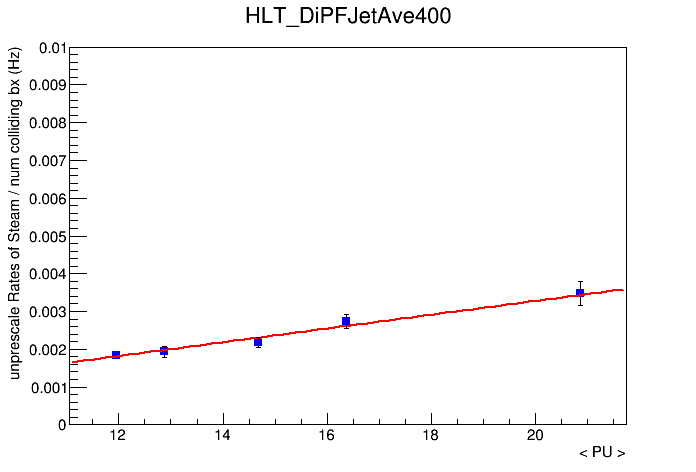 HLT_DiPFJetAve400
unprescale Rates of Steam / num colliding bx (Hz)
0.01
0.009
0.008
0.007
0.006
0.005
0.004
0.003
0.002
0.001
0
12 14 16 18 20
< PU >